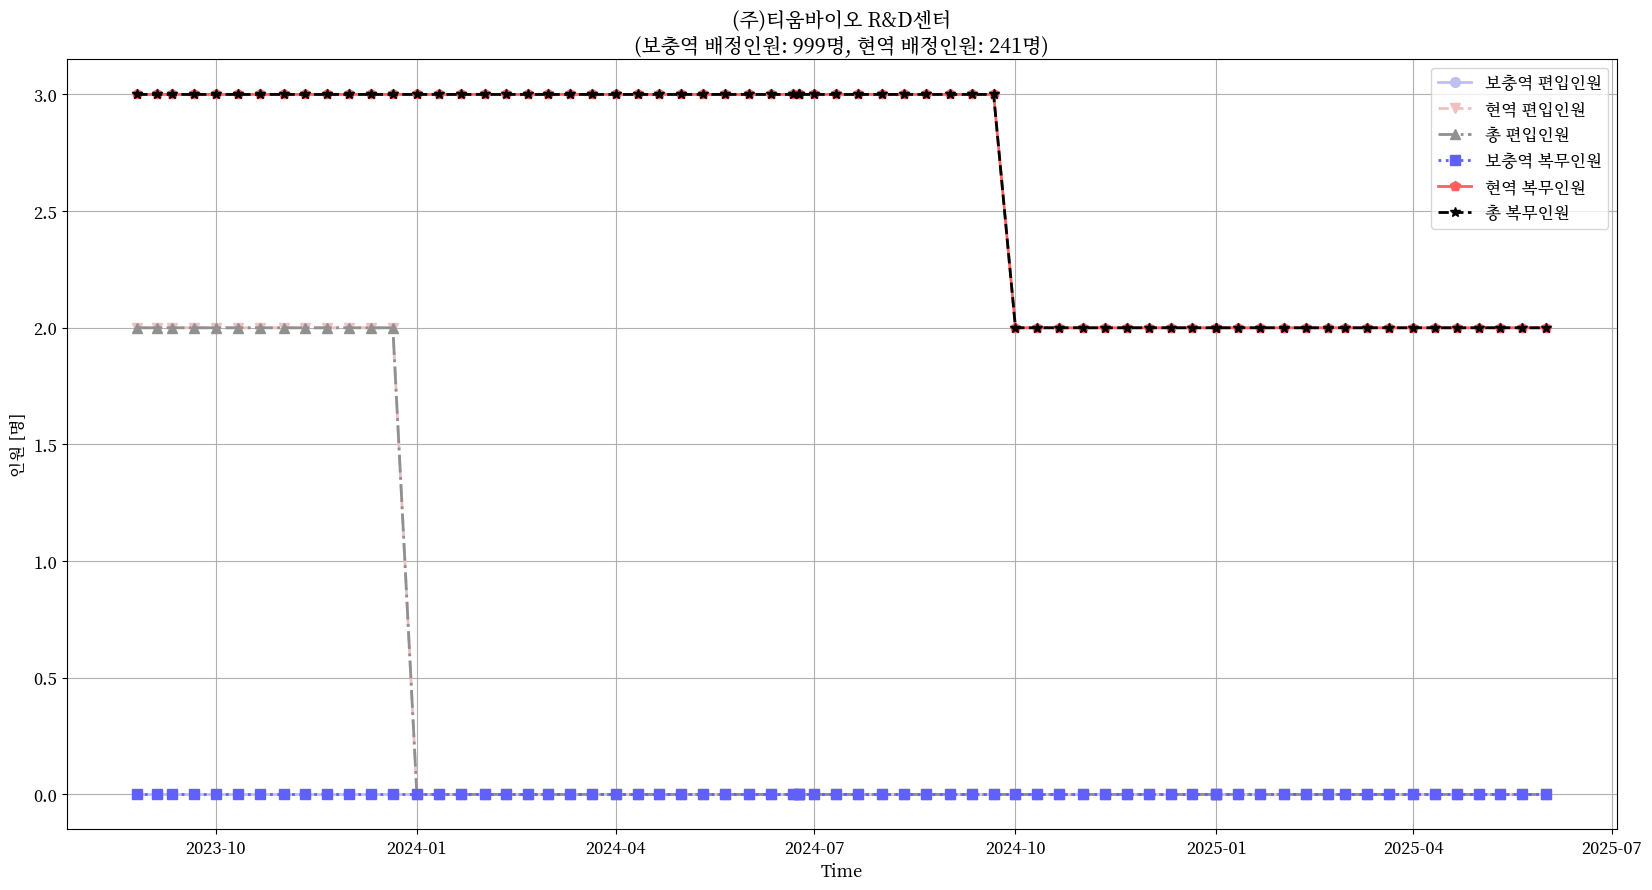 (주)티움바이오 R&D센터
(보충역 배정인원: 999명, 현역 배정인원: 241명)
보충역 편입인원
현역 편입인원
총 편입인원
보충역 복무인원
현역 복무인원
총 복무인원
인원 [명]
3.0
2.5
2.0
1.5
1.0
0.5
0.0
2023-10
2024-01
2024-04
2024-07
2024-10
2025-01
2025-04
2025-07
Time